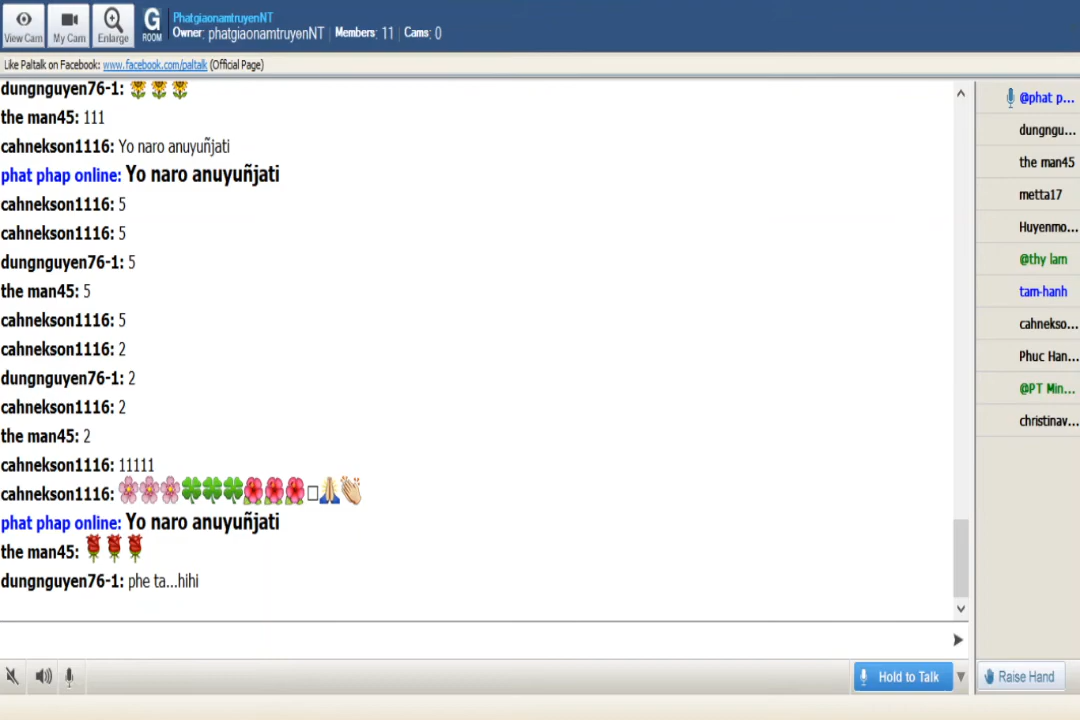 View Cam
My Cam
Enlarge
G
ROOM
PhatgiaonamtruyenNT
Owner: phatgiaonamtruyenNT | Members: 11 | Cams: 0
Like Paltalk on Facebook: www.facebook.com/paltalk (Official Page)
dungnguyen76-1: 🌻🌻🌻
the man45: 111
cahnekson1116: Yo naro anuyuñjati
phat phap online: Yo naro anuyuñjati
cahnekson1116: 5
cahnekson1116: 5
dungnguyen76-1: 5
the man45: 5
cahnekson1116: 5
cahnekson1116: 2
dungnguyen76-1: 2
cahnekson1116: 2
the man45: 2
cahnekson1116: 11111
cahnekson1116: 🌸🌸🌸🍀🍀🍀🌺🌺🌺□🙏👏
phat phap online: Yo naro anuyuñjati
the man45: 🌹🌹🌹
dungnguyen76-1: phe ta...hihi
@phat p...
dungngu...
the man45
metta17
Huyenmo...
@thy lam
tam-hanh
cahnekso...
Phuc Han...
@PT Min...
christinav...
Hold to Talk
Raise Hand